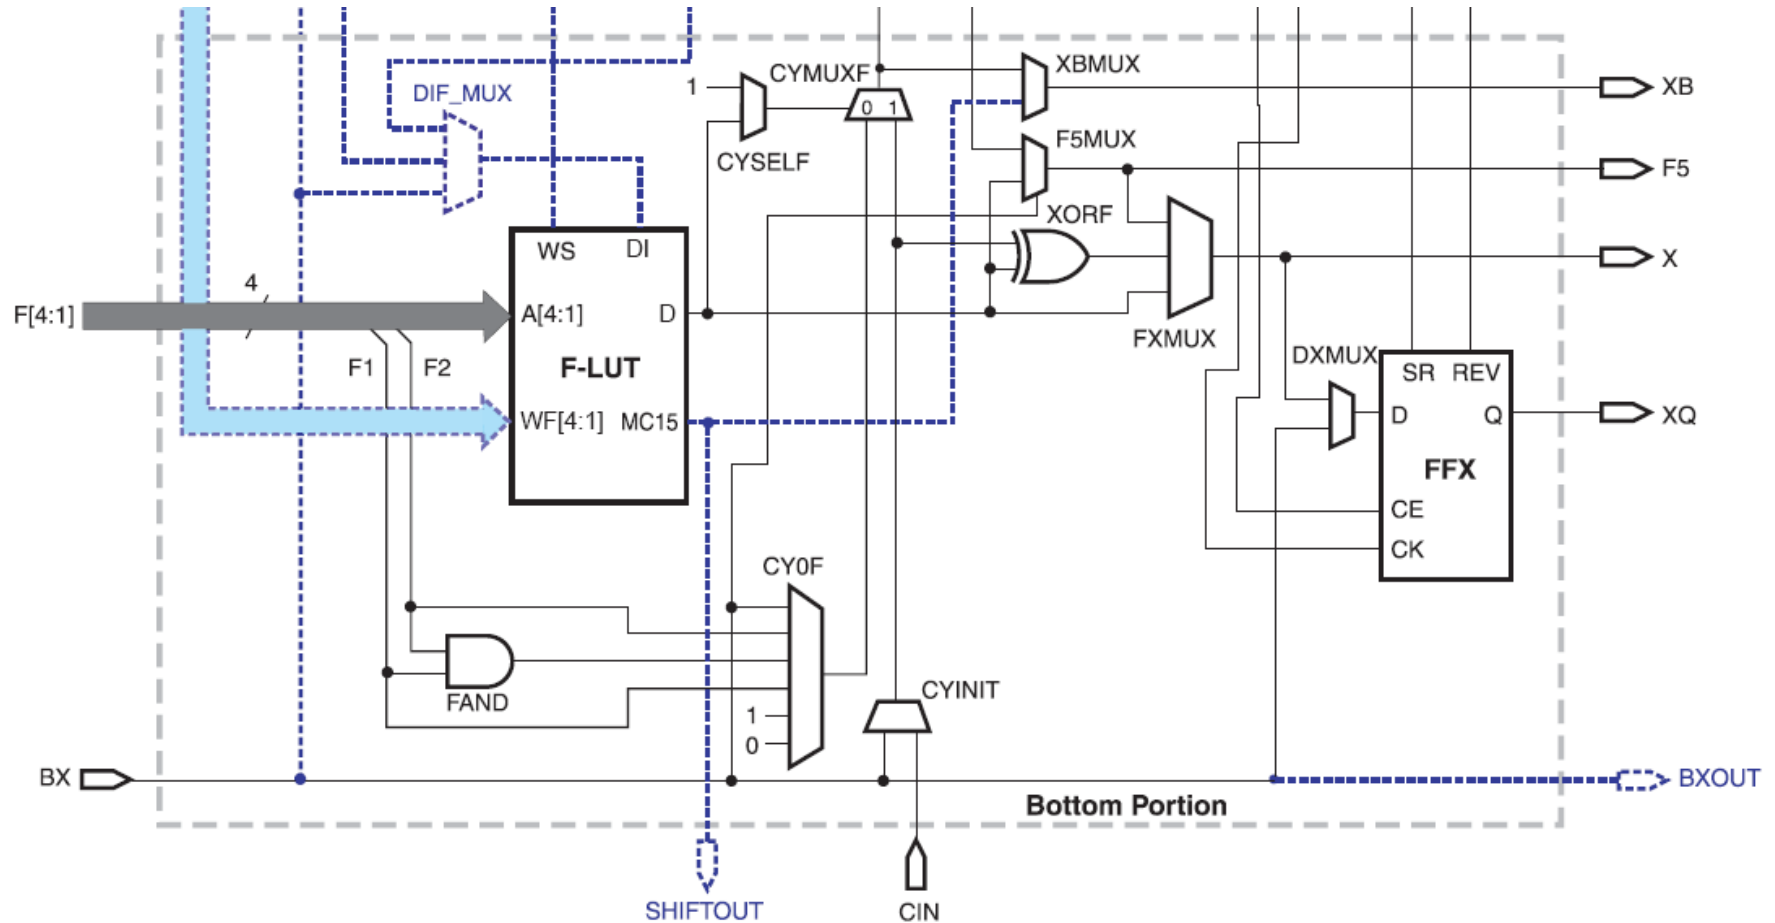 XBMUX
CYMUXF
1
XB
DIF_MUX
0 1
F5MUX
CYSELF
F5
XORF
WS
DI
X
4
F[4:1]
A[4:1]
D
FXMUX
DXMUX
F1
F2
F-LUT
SR
REV
WF[4:1]
MC15
D
Q
XQ
FFX
CE
CK
CY0F
FAND
CYINIT
1
0
BX
BXOUT
Bottom Portion
SHIFTOUT
CIN